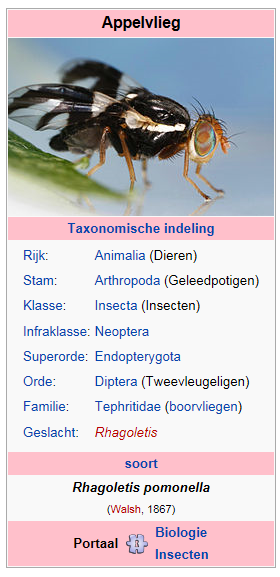 Appelvlieg
Taxonomische indeling
Rijk: Animalia (Dieren)
Stam: Arthropoda (Geleedpotigen)
Klasse: Insecta (Insecten)
Infraklasse: Neoptera
Superorde: Endopterygota
Orde: Diptera (Tweevleugeligen)
Familie: Tephritidae (boorvliegen)
Geslacht: Rhagoletis
soort
Rhagoletis pomonella
(Walsh, 1867)
Portaal Biologie
Insecten